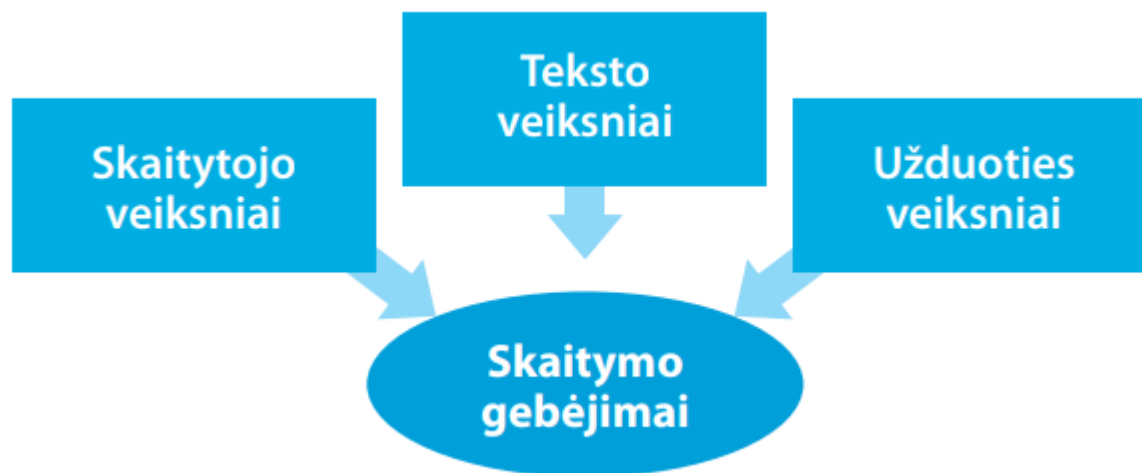 Skaitytojo
veiksniai
Teksto
veiksniai
Užduoties
veiksniai
Skaitymo
gebėjimai